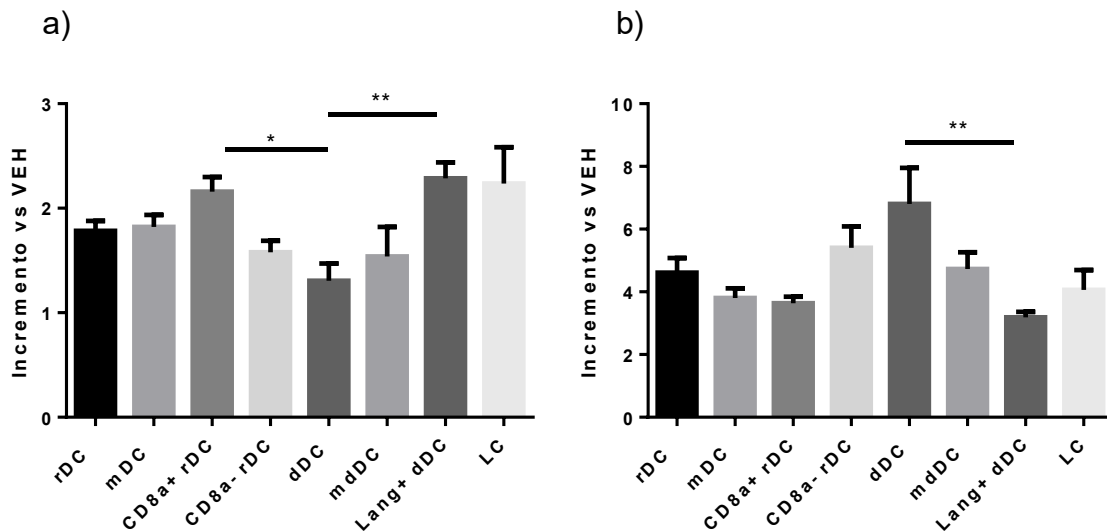 a)
Incremento vs VEH
3
2
1
0
*
**
rDC
mDC
CD8a+ rDC
CD8a- rDC
dDC
mdDC
Lang+ dDC
LC
b)
Incremento vs VEH
10
8
6
4
2
0
**
rDC
mDC
CD8a+ rDC
CD8a- rDC
dDC
mdDC
Lang+ dDC
LC